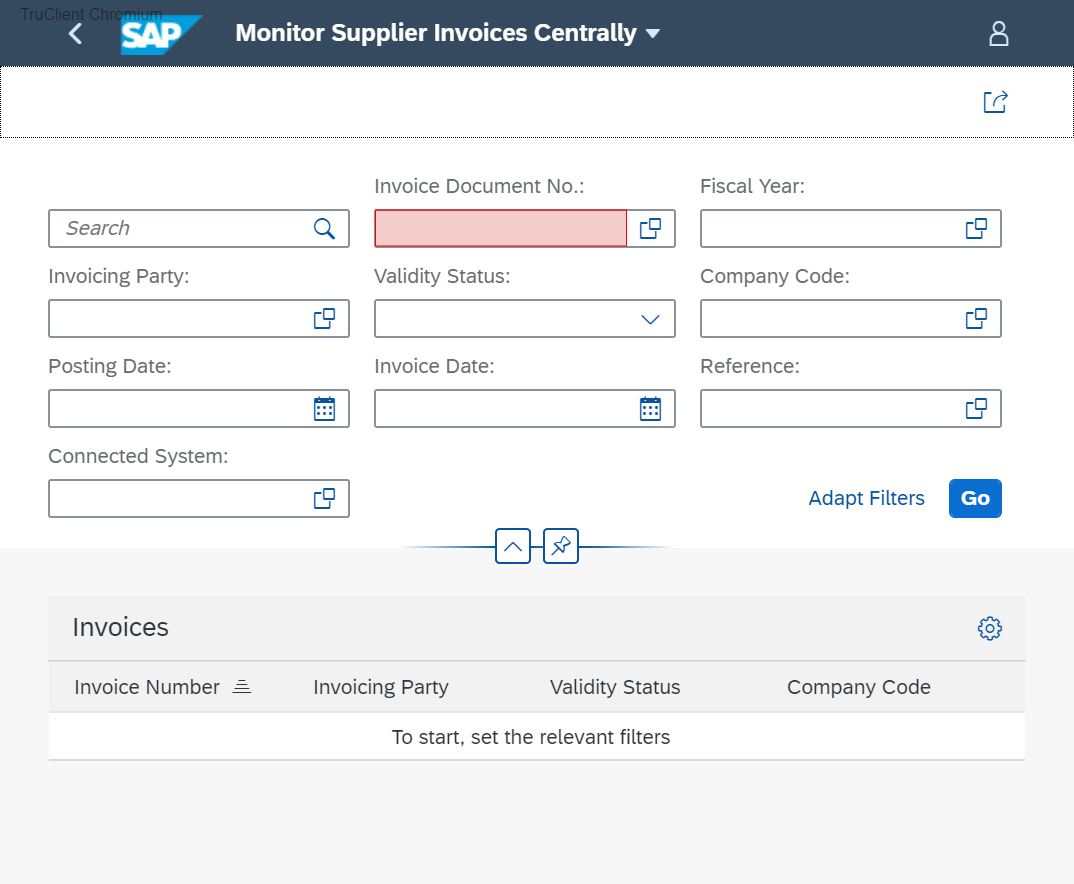 TruClient Chromium
SAP Monitor Supplier Invoices Centrally
Invoice Document No.: Fiscal Year:
Search
Invoicing Party: Validity Status: Company Code:
Posting Date: Invoice Date: Reference:
Connected System:
Adapt Filters Go
Invoices
Invoice Number Invoicing Party Validity Status Company Code
To start, set the relevant filters